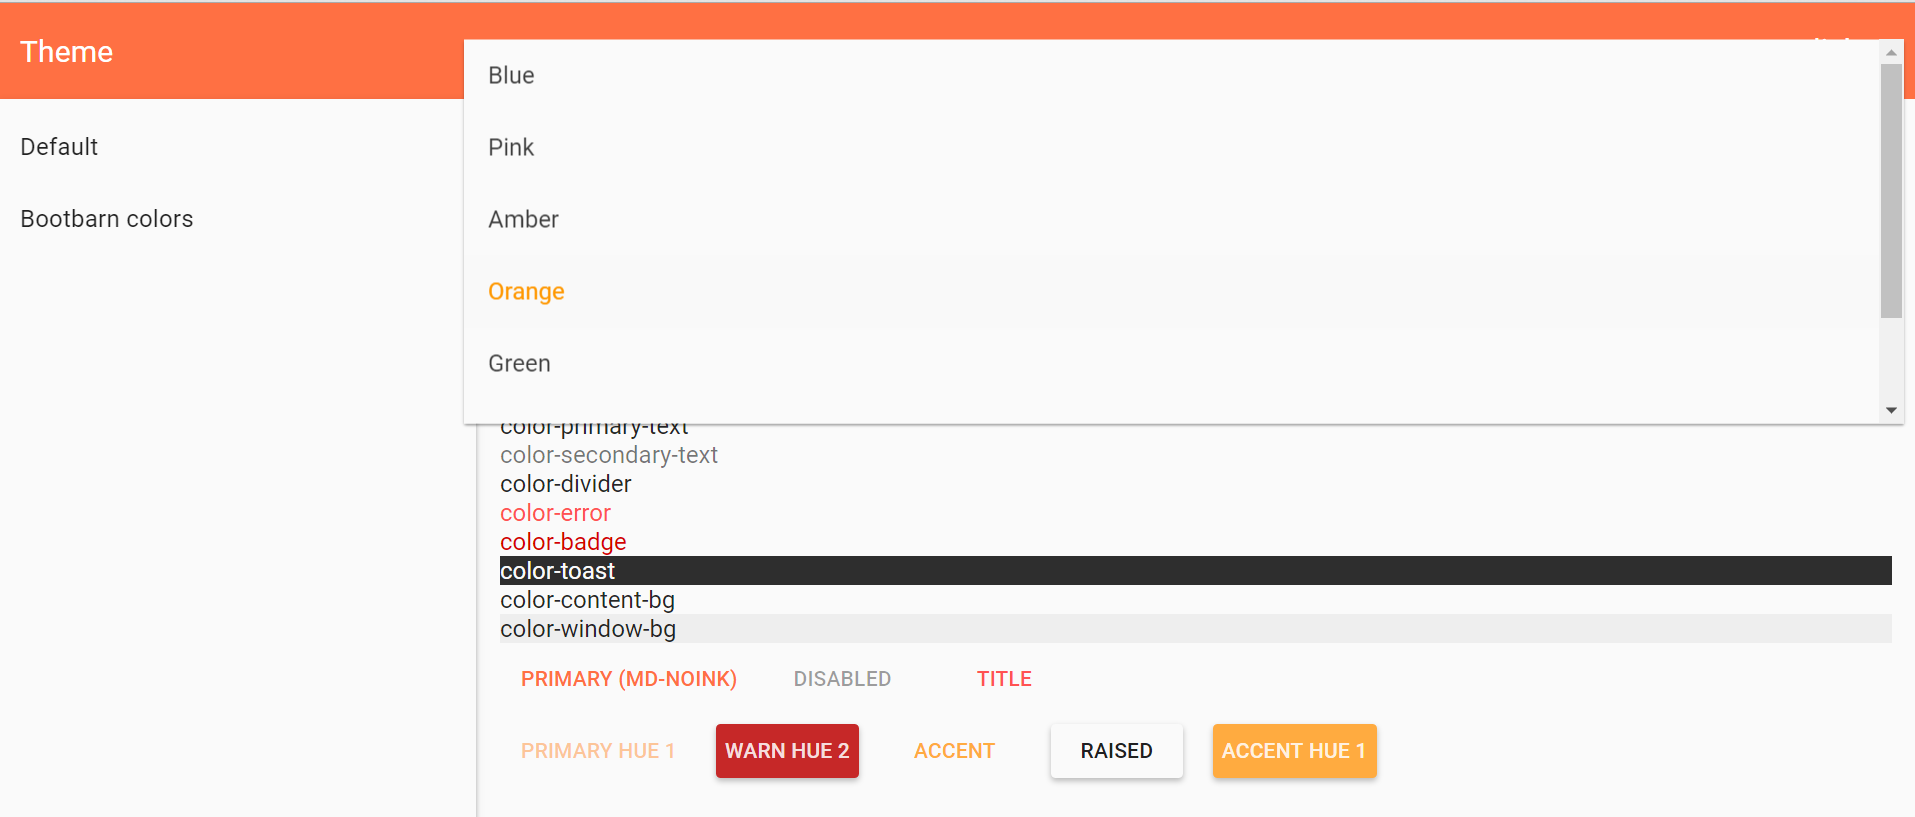 Theme
Default
Bootbarn colors
Blue
Pink
Amber
Orange
Green
color-primary-text
color-secondary-text
color-divider
color-error
color-badge
color-toast
color-content-bg
color-window-bg
PRIMARY (MD-NOINK) DISABLED TITLE
PRIMARY HUE 1 WARN HUE 2 ACCENT RAISED ACCENT HUE 1